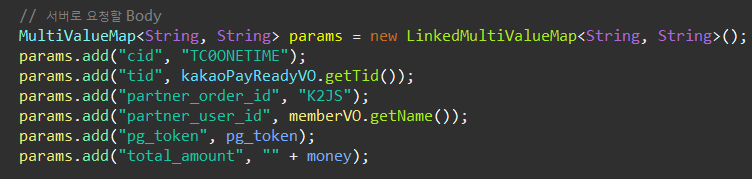 // 서버로 요청할 Body
MultiValueMap<String, String> params = new LinkedMultiValueMap<String, String>();
params.add("cid", "TC0ONETIME");
params.add("tid", kakaoPayReadyVO.getTid());
params.add("partner_order_id", "K2JS");
params.add("partner_user_id", memberVO.getName());
params.add("pg_token", pg_token);
params.add("total_amount", "" + money);